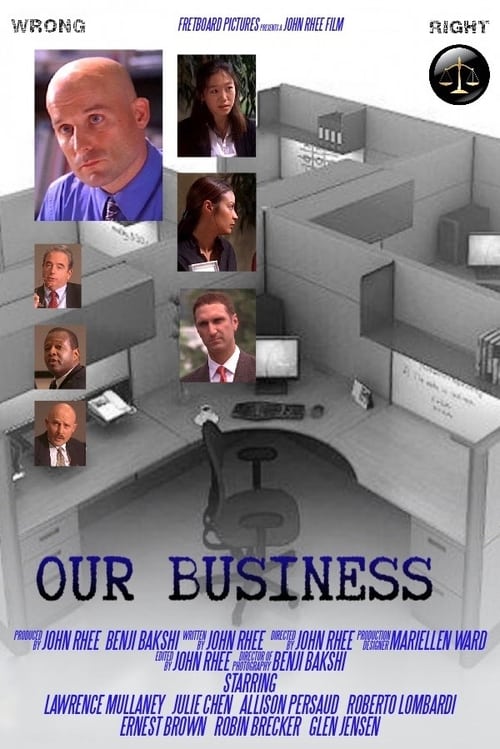 WRONG
FRETBOARD PICTURES PRESENTS A JOHN RHEE FILM
RIGHT
OUR BUSINESS
PRODUCED BY JOHN RHEE BENJI BAKSHI WRITTEN BY JOHN RHEE DIRECTED BY JOHN RHEE PRODUCTION DESIGNER MARIELLEN WARD
EDITED BY JOHN RHEE DIRECTOR OF PHOTOGRAPHY BENJI BAKSHI
STARRING
LAWRENCE MULLANEY JULIE CHEN ALLISON PERSAUD ROBERTO LOMBARDI
ERNEST BROWN ROBIN BRECKER GLEN JENSEN